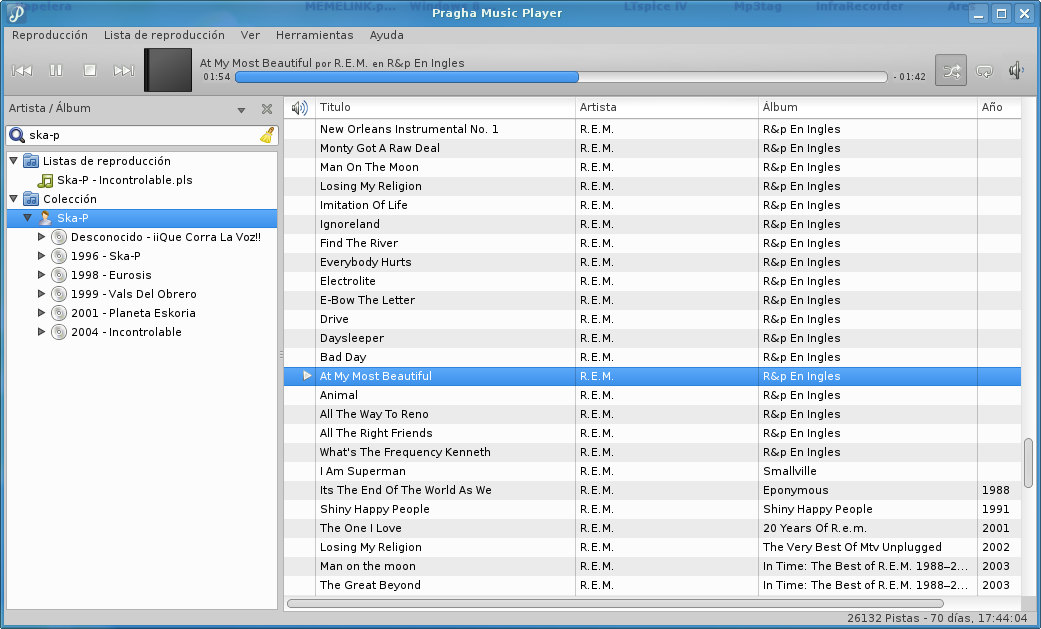 apelera MEMELINK.p... Windows LTspice IV Mp3tag InfraRecorder Ares
Pragha Music Player
Reproducción Lista de reproducción Ver Herramientas Ayuda
At My Most Beautiful por R.E.M. en R&p En Ingles
01:54 - 01:42
Artista / Álbum
ska-p
Listas de reproducción
Ska-P - Incontrolable.pls
Colección
Ska-P
Desconocido - ¡¡Que Corra La Voz!!
1996 - Ska-P
1998 - Eurosis
1999 - Vals Del Obrero
2001 - Planeta Eskoria
2004 - Incontrolable
Titulo Artista Álbum Año
New Orleans Instrumental No. 1 R.E.M. R&p En Ingles
Monty Got A Raw Deal R.E.M. R&p En Ingles
Man On The Moon R.E.M. R&p En Ingles
Losing My Religion R.E.M. R&p En Ingles
Imitation Of Life R.E.M. R&p En Ingles
Ignoreland R.E.M. R&p En Ingles
Find The River R.E.M. R&p En Ingles
Everybody Hurts R.E.M. R&p En Ingles
Electrolite R.E.M. R&p En Ingles
E-Bow The Letter R.E.M. R&p En Ingles
Drive R.E.M. R&p En Ingles
Daysleeper R.E.M. R&p En Ingles
Bad Day R.E.M. R&p En Ingles
At My Most Beautiful R.E.M. R&p En Ingles
Animal R.E.M. R&p En Ingles
All The Way To Reno R.E.M. R&p En Ingles
All The Right Friends R.E.M. R&p En Ingles
What's The Frequency Kenneth R.E.M. R&p En Ingles
I Am Superman R.E.M. Smallville
Its The End Of The World As We R.E.M. Eponymous 1988
Shiny Happy People R.E.M. Shiny Happy People 1991
The One I Love R.E.M. 20 Years Of R.e.m. 2001
Losing My Religion R.E.M. The Very Best Of Mtv Unplugged 2002
Man on the moon R.E.M. In Time: The Best of R.E.M. 1988–2... 2003
The Great Beyond R.E.M. In Time: The Best of R.E.M. 1988–2... 2003
26132 Pistas - 70 días, 17:44:04